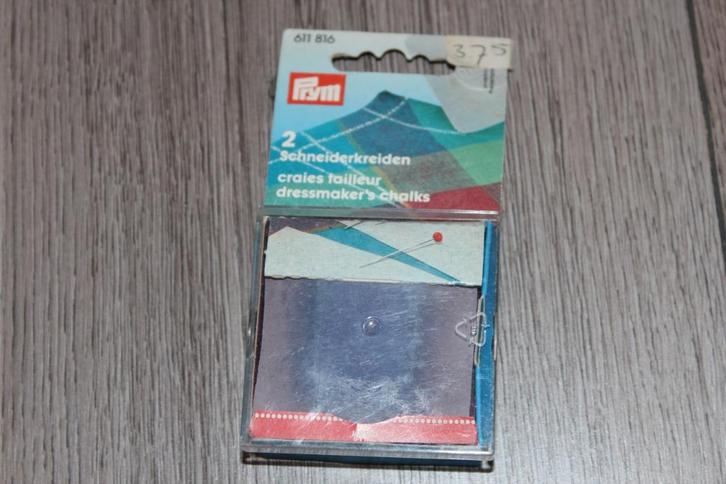 611 816
375
Prym
2
Schneiderkreiden
craies tailleur
dressmaker's chalks